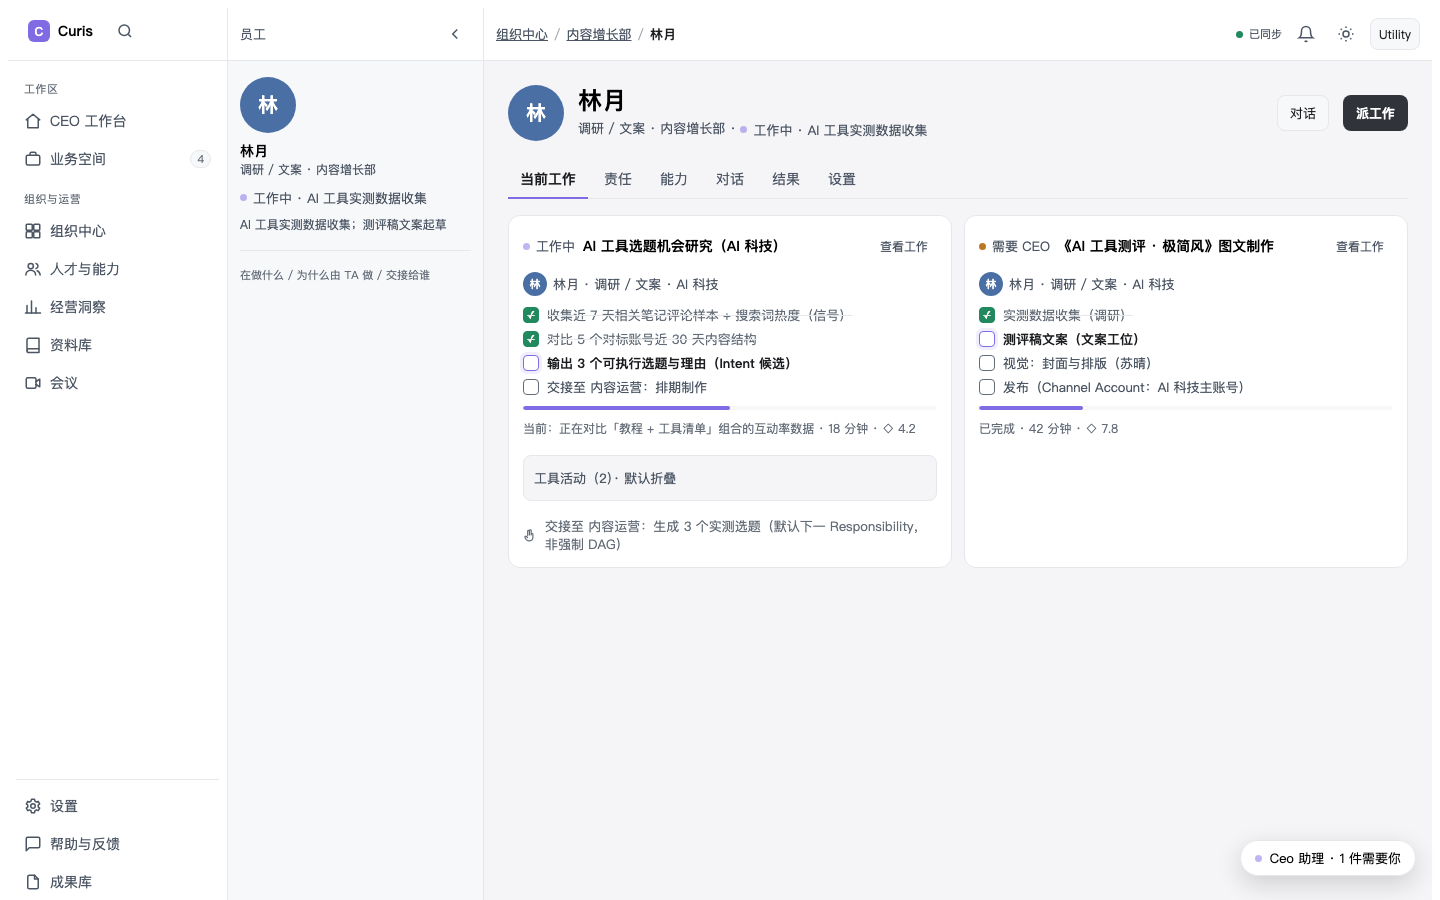 C Curis
工作区
CEO 工作台
业务空间 4
组织与运营
组织中心
人才与能力
经营洞察
资料库
会议
设置
帮助与反馈
成果库
员工
林
林月
调研 / 文案 · 内容增长部
工作中 · AI 工具实测数据收集
AI 工具实测数据收集；测评稿文案起草
在做什么 / 为什么由 TA 做 / 交接给谁
组织中心 / 内容增长部 / 林月
已同步
Utility
林
林月
调研 / 文案 · 内容增长部 · 工作中 · AI 工具实测数据收集
对话
派工作
当前工作 责任 能力 对话 结果 设置
工作中 AI 工具选题机会研究（AI 科技） 查看工作
林 林月 · 调研 / 文案 · AI 科技
收集近 7 天相关笔记评论样本 + 搜索词热度（信号）
对比 5 个对标账号近 30 天内容结构
输出 3 个可执行选题与理由（Intent 候选）
交接至 内容运营：排期制作
当前：正在对比「教程 + 工具清单」组合的互动率数据 · 18 分钟 · ◇ 4.2
工具活动（2）· 默认折叠
交接至 内容运营：生成 3 个实测选题（默认下一 Responsibility，
非强制 DAG）
需要 CEO 《AI 工具测评 · 极简风》图文制作 查看工作
林 林月 · 调研 / 文案 · AI 科技
实测数据收集（调研）
测评稿文案（文案工位）
视觉：封面与排版（苏晴）
发布（Channel Account：AI 科技主账号）
已完成 · 42 分钟 · ◇ 7.8
Ceo 助理 · 1 件需要你